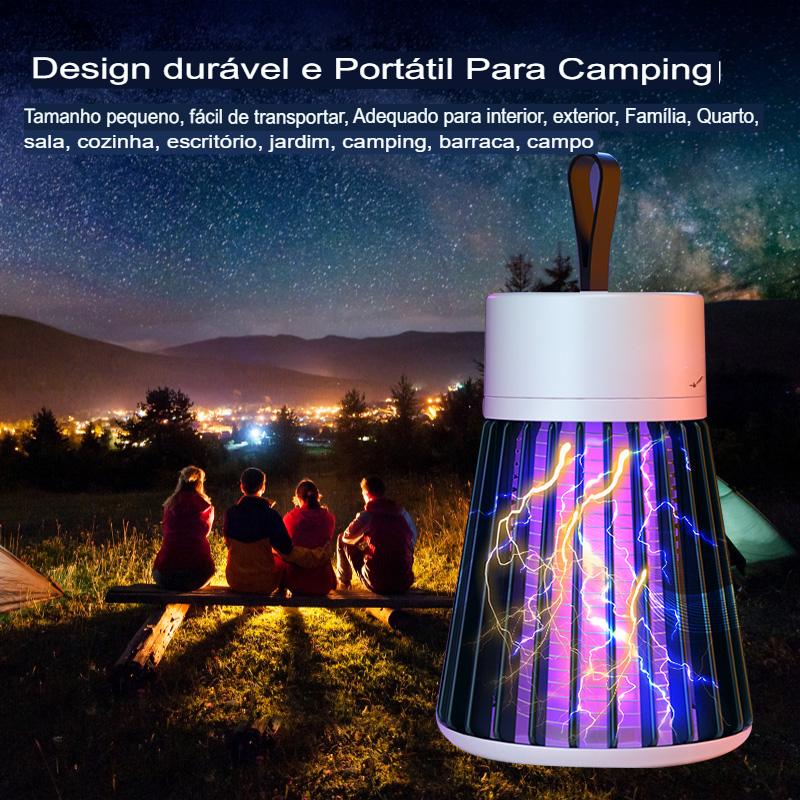 Design durável e Portátil Para Camping
Tamanho pequeno, fácil de transportar, Adequado para interior, exterior, Família, Quarto,
sala, cozinha, escritório, jardim, camping, barraca, campo